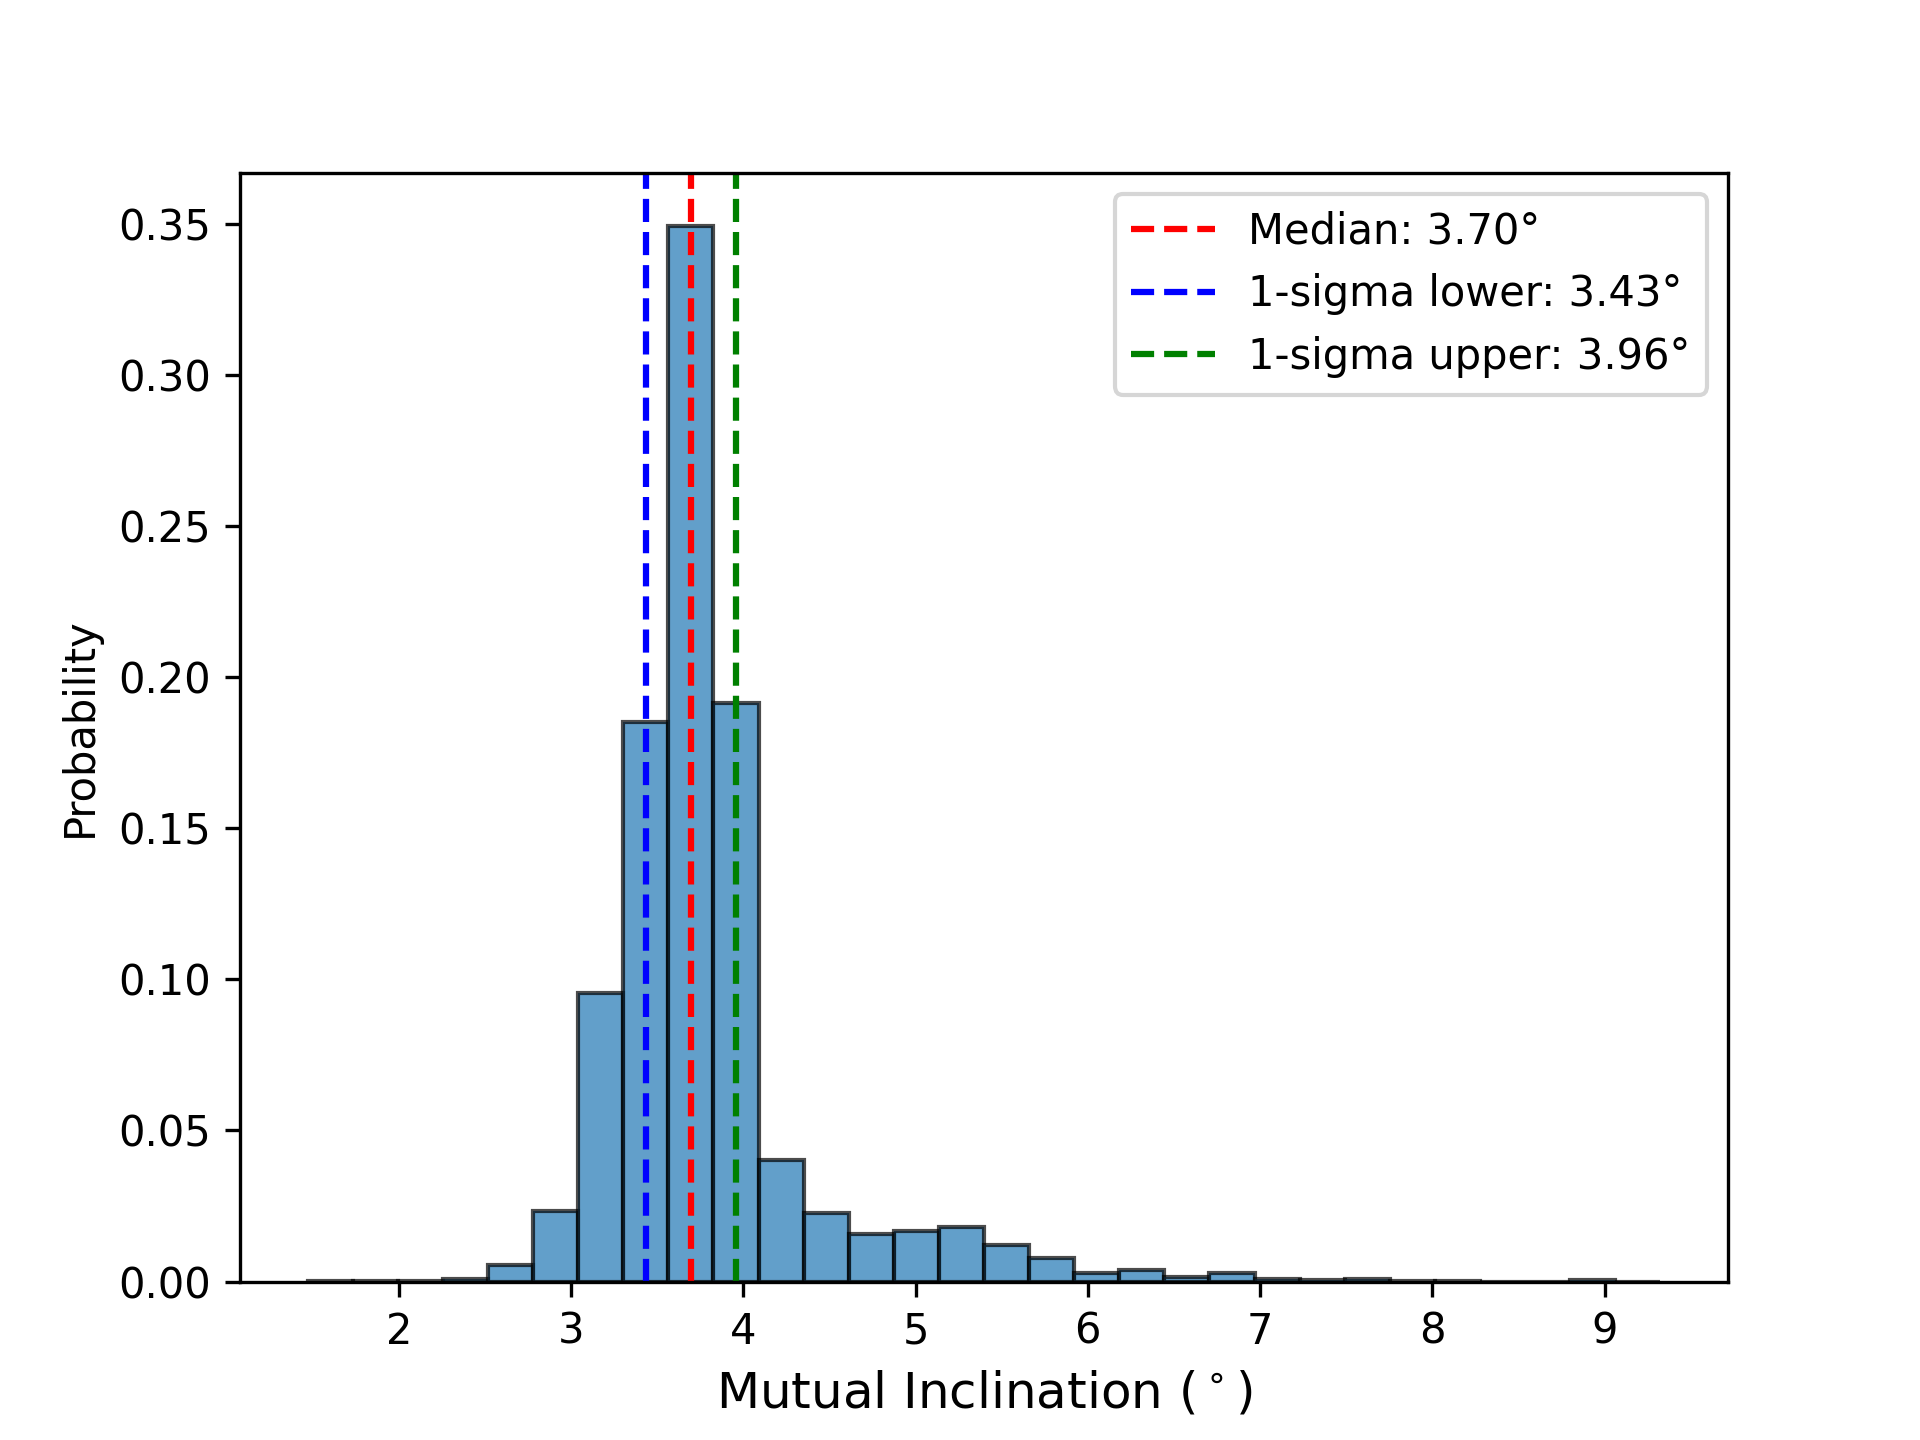 Median: 3.70°
1-sigma lower: 3.43°
1-sigma upper: 3.96°
0.35
0.30
0.25
0.20
0.15
0.10
0.05
0.00
Probability
2 3 4 5 6 7 8 9
Mutual Inclination (°)